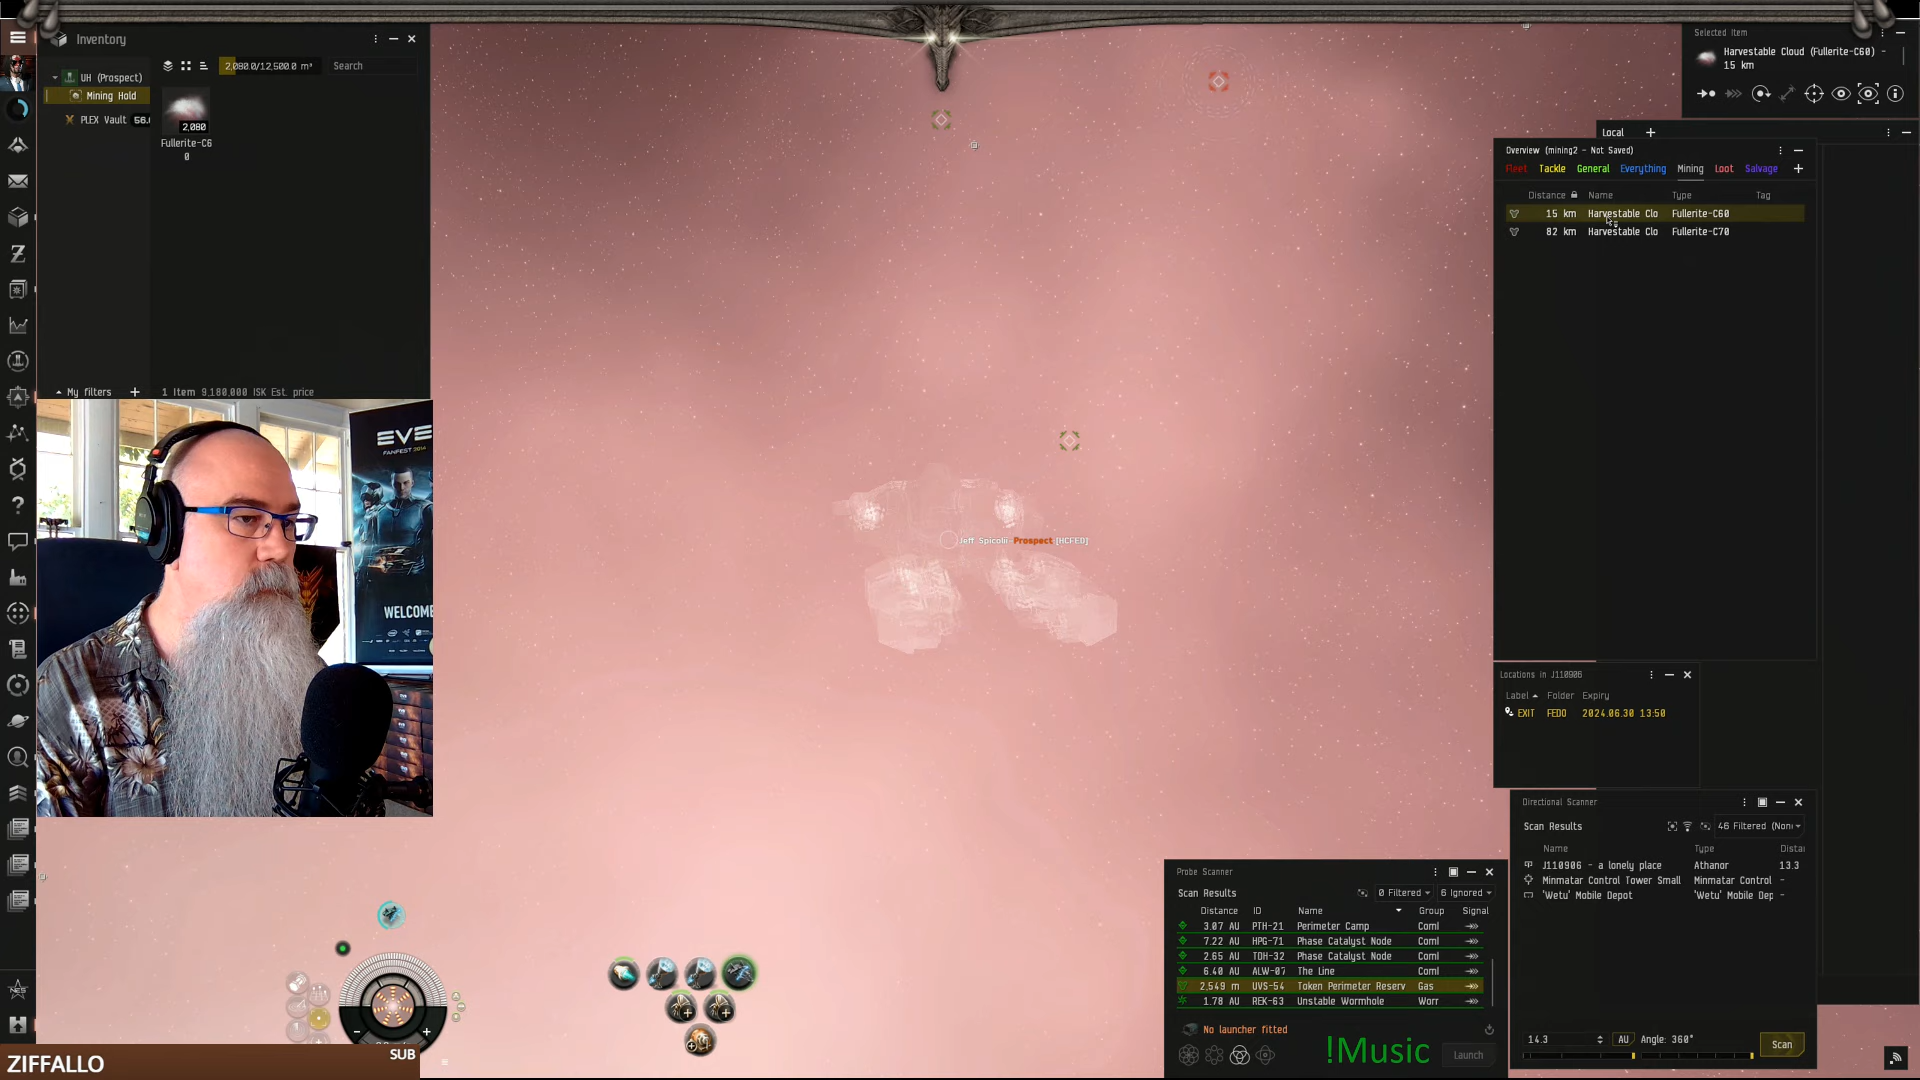 Inventory
UH (Prospect)
Mining Hold
PLEX Vault 56.
2,080.0/12,500.0 m³
Search
2,080
Fullerite-C6
0
My filters
1 Item 9,180,000 ISK Est. price
EVE
FANFEST 2014
WELCOME
Jeff Spicolii Prospect [HCFED]
Selected Item
Harvestable Cloud (Fullerite-C60) -
15 km
Local
Overview (mining2 - Not Saved)
Fleet Tackle General Everything Mining Loot Salvage
Distance Name Type Tag
15 km Harvestable Clo Fullerite-C60
82 km Harvestable Clo Fullerite-C70
Locations in J110906
Label Folder Expiry
EXIT FEDO 2024.06.30 13:50
Directional Scanner
Scan Results
46 Filtered (Non
Name Type Distan
J110906 - a lonely place Athanor 13.3
Minmatar Control Tower Small Minmatar Control -
'Wetu' Mobile Depot 'Wetu' Mobile Dep -
14.3 AU Angle: 360° Scan
Probe Scanner
Scan Results
0 Filtered 6 Ignored
Distance ID Name Group Signal
3.07 AU PTH-21 Perimeter Camp Coml
7.22 AU HPG-71 Phase Catalyst Node Coml
2.65 AU TDH-32 Phase Catalyst Node Coml
6.40 AU ALW-07 The Line Coml
2,549 m UVS-54 Token Perimeter Reserv Gas
1.78 AU REK-63 Unstable Wormhole Worr
No launcher fitted
!Music
Launch
NES
SUB
ZIFFALLO